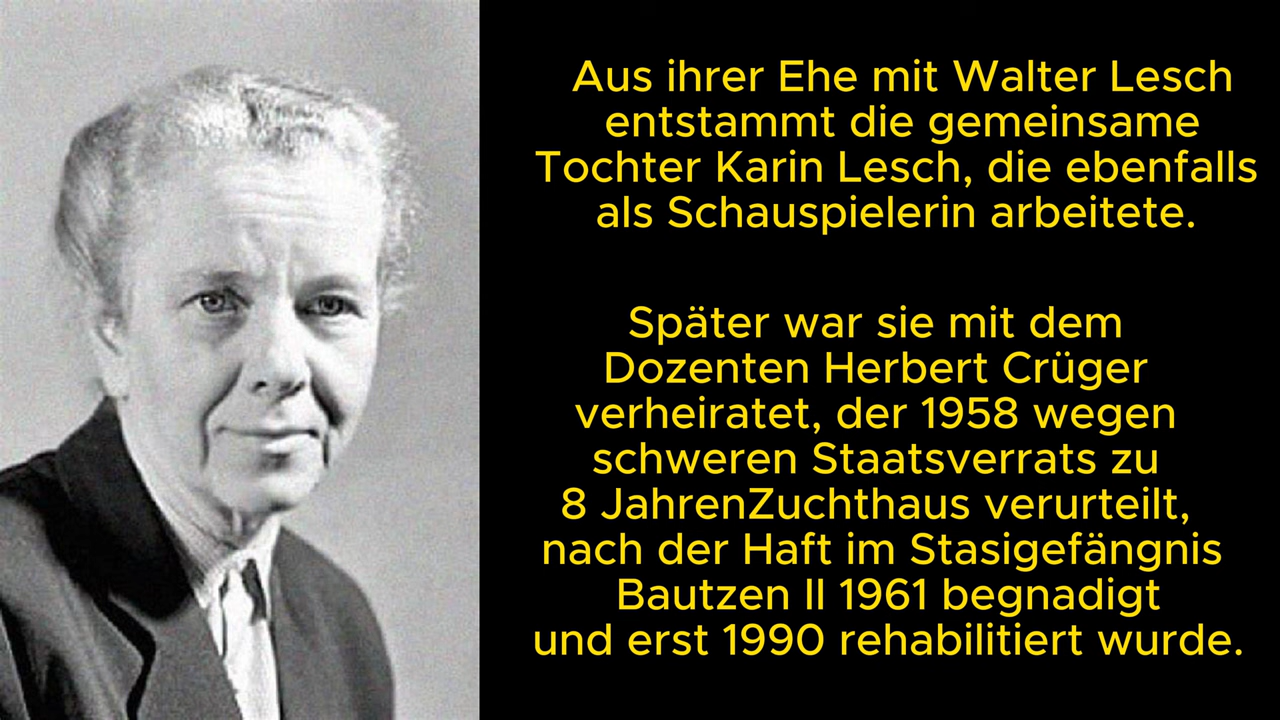 Aus ihrer Ehe mit Walter Lesch
entstammt die gemeinsame
Tochter Karin Lesch, die ebenfalls
als Schauspielerin arbeitete.
Später war sie mit dem
Dozenten Herbert Crüger
verheiratet, der 1958 wegen
schweren Staatsverrats zu
8 JahrenZuchthaus verurteilt,
nach der Haft im Stasigefängnis
Bautzen II 1961 begnadigt
und erst 1990 rehabilitiert wurde.